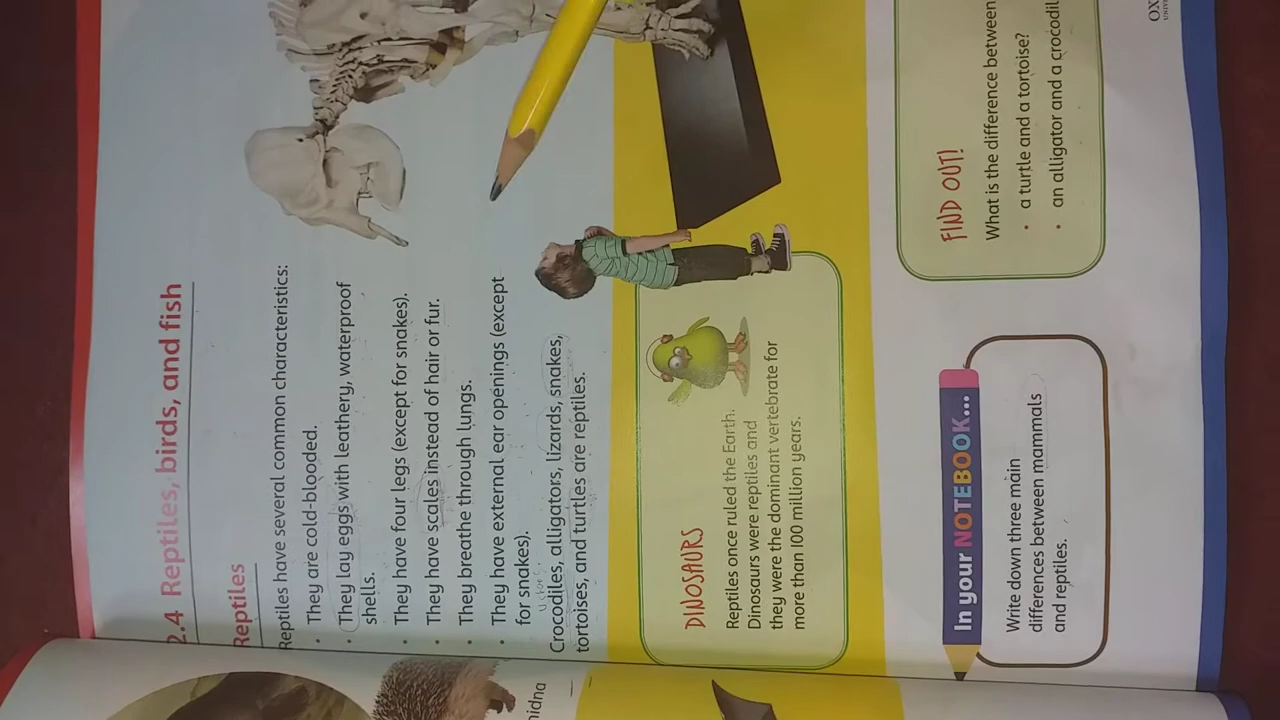 2.4 Reptiles, birds, and fish
Reptiles
Reptiles have several common characteristics:
• They are cold-blooded.
• They lay eggs with leathery, waterproof
shells.
• They have four legs (except for snakes).
• They have scales instead of hair or fur.
• They breathe through lungs.
• They have external ear openings (except
for snakes).
Crocodiles, alligators, lizards, snakes,
tortoises, and turtles are reptiles.
DINOSAURS
Reptiles once ruled the Earth.
Dinosaurs were reptiles and
they were the dominant vertebrate for
more than 100 million years.
In your NOTEBOOK...
Write down three main
differences between mammals
and reptiles.
FIND OUT!
What is the difference between
• a turtle and a tortoise?
• an alligator and a crocodil
OX
UNIV
hidna